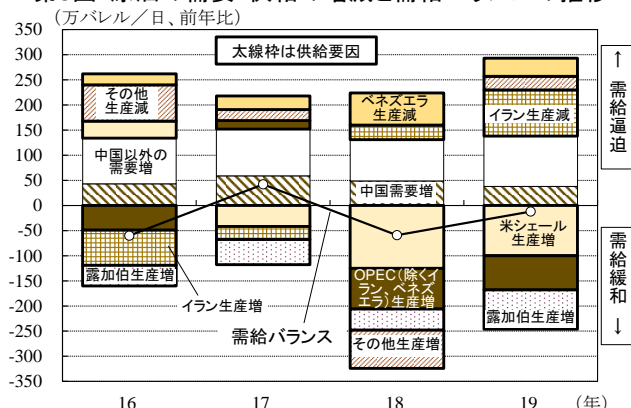 （万バレル／日、前年比）
350
300
250
200
150
100
50
0
-50
-100
-150
-200
-250
-300
-350
太線枠は供給要因
その他
生産減
中国以外の
需要増
露加伯生産増
イラン生産増
需給バランス
ベネズエラ
生産減
中国需要増
OPEC（除くイ
ラン、ベネズ
エラ）生産増
その他生産増
イラン生産減
米シェール
生産増
露加伯生産増
↑ 需給逼迫
需給緩和 ↓
16
17
18
19
（年）